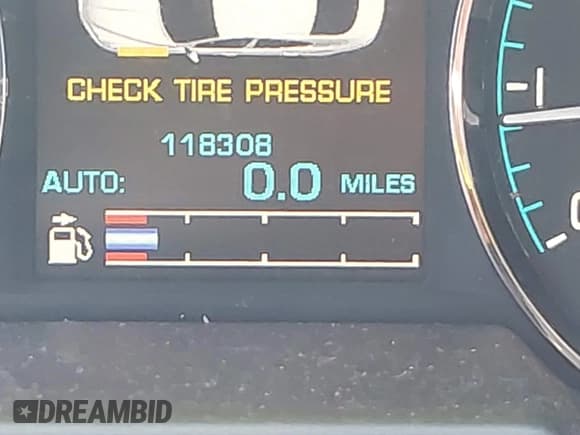 CHECK TIRE PRESSURE
118308
AUTO: 0.0 MILES
DREAMBID